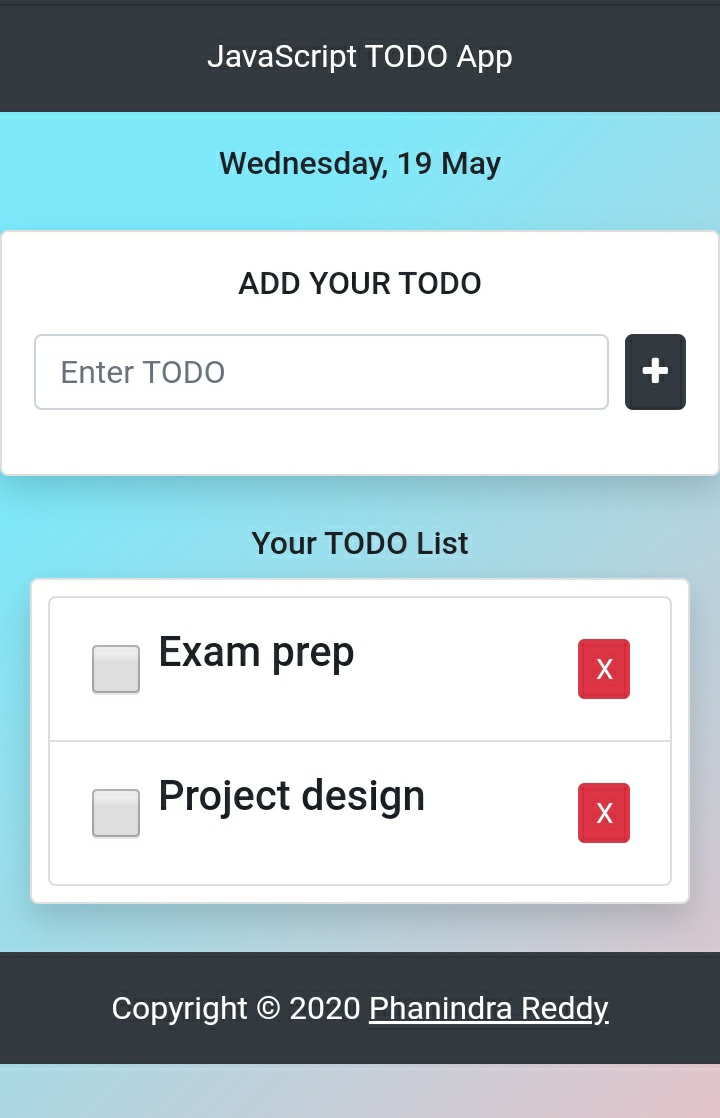 JavaScript TODO App
Wednesday, 19 May
ADD YOUR TODO
Enter TODO
+
Your TODO List
Exam prep
X
Project design
X
Copyright © 2020 Phanindra Reddy